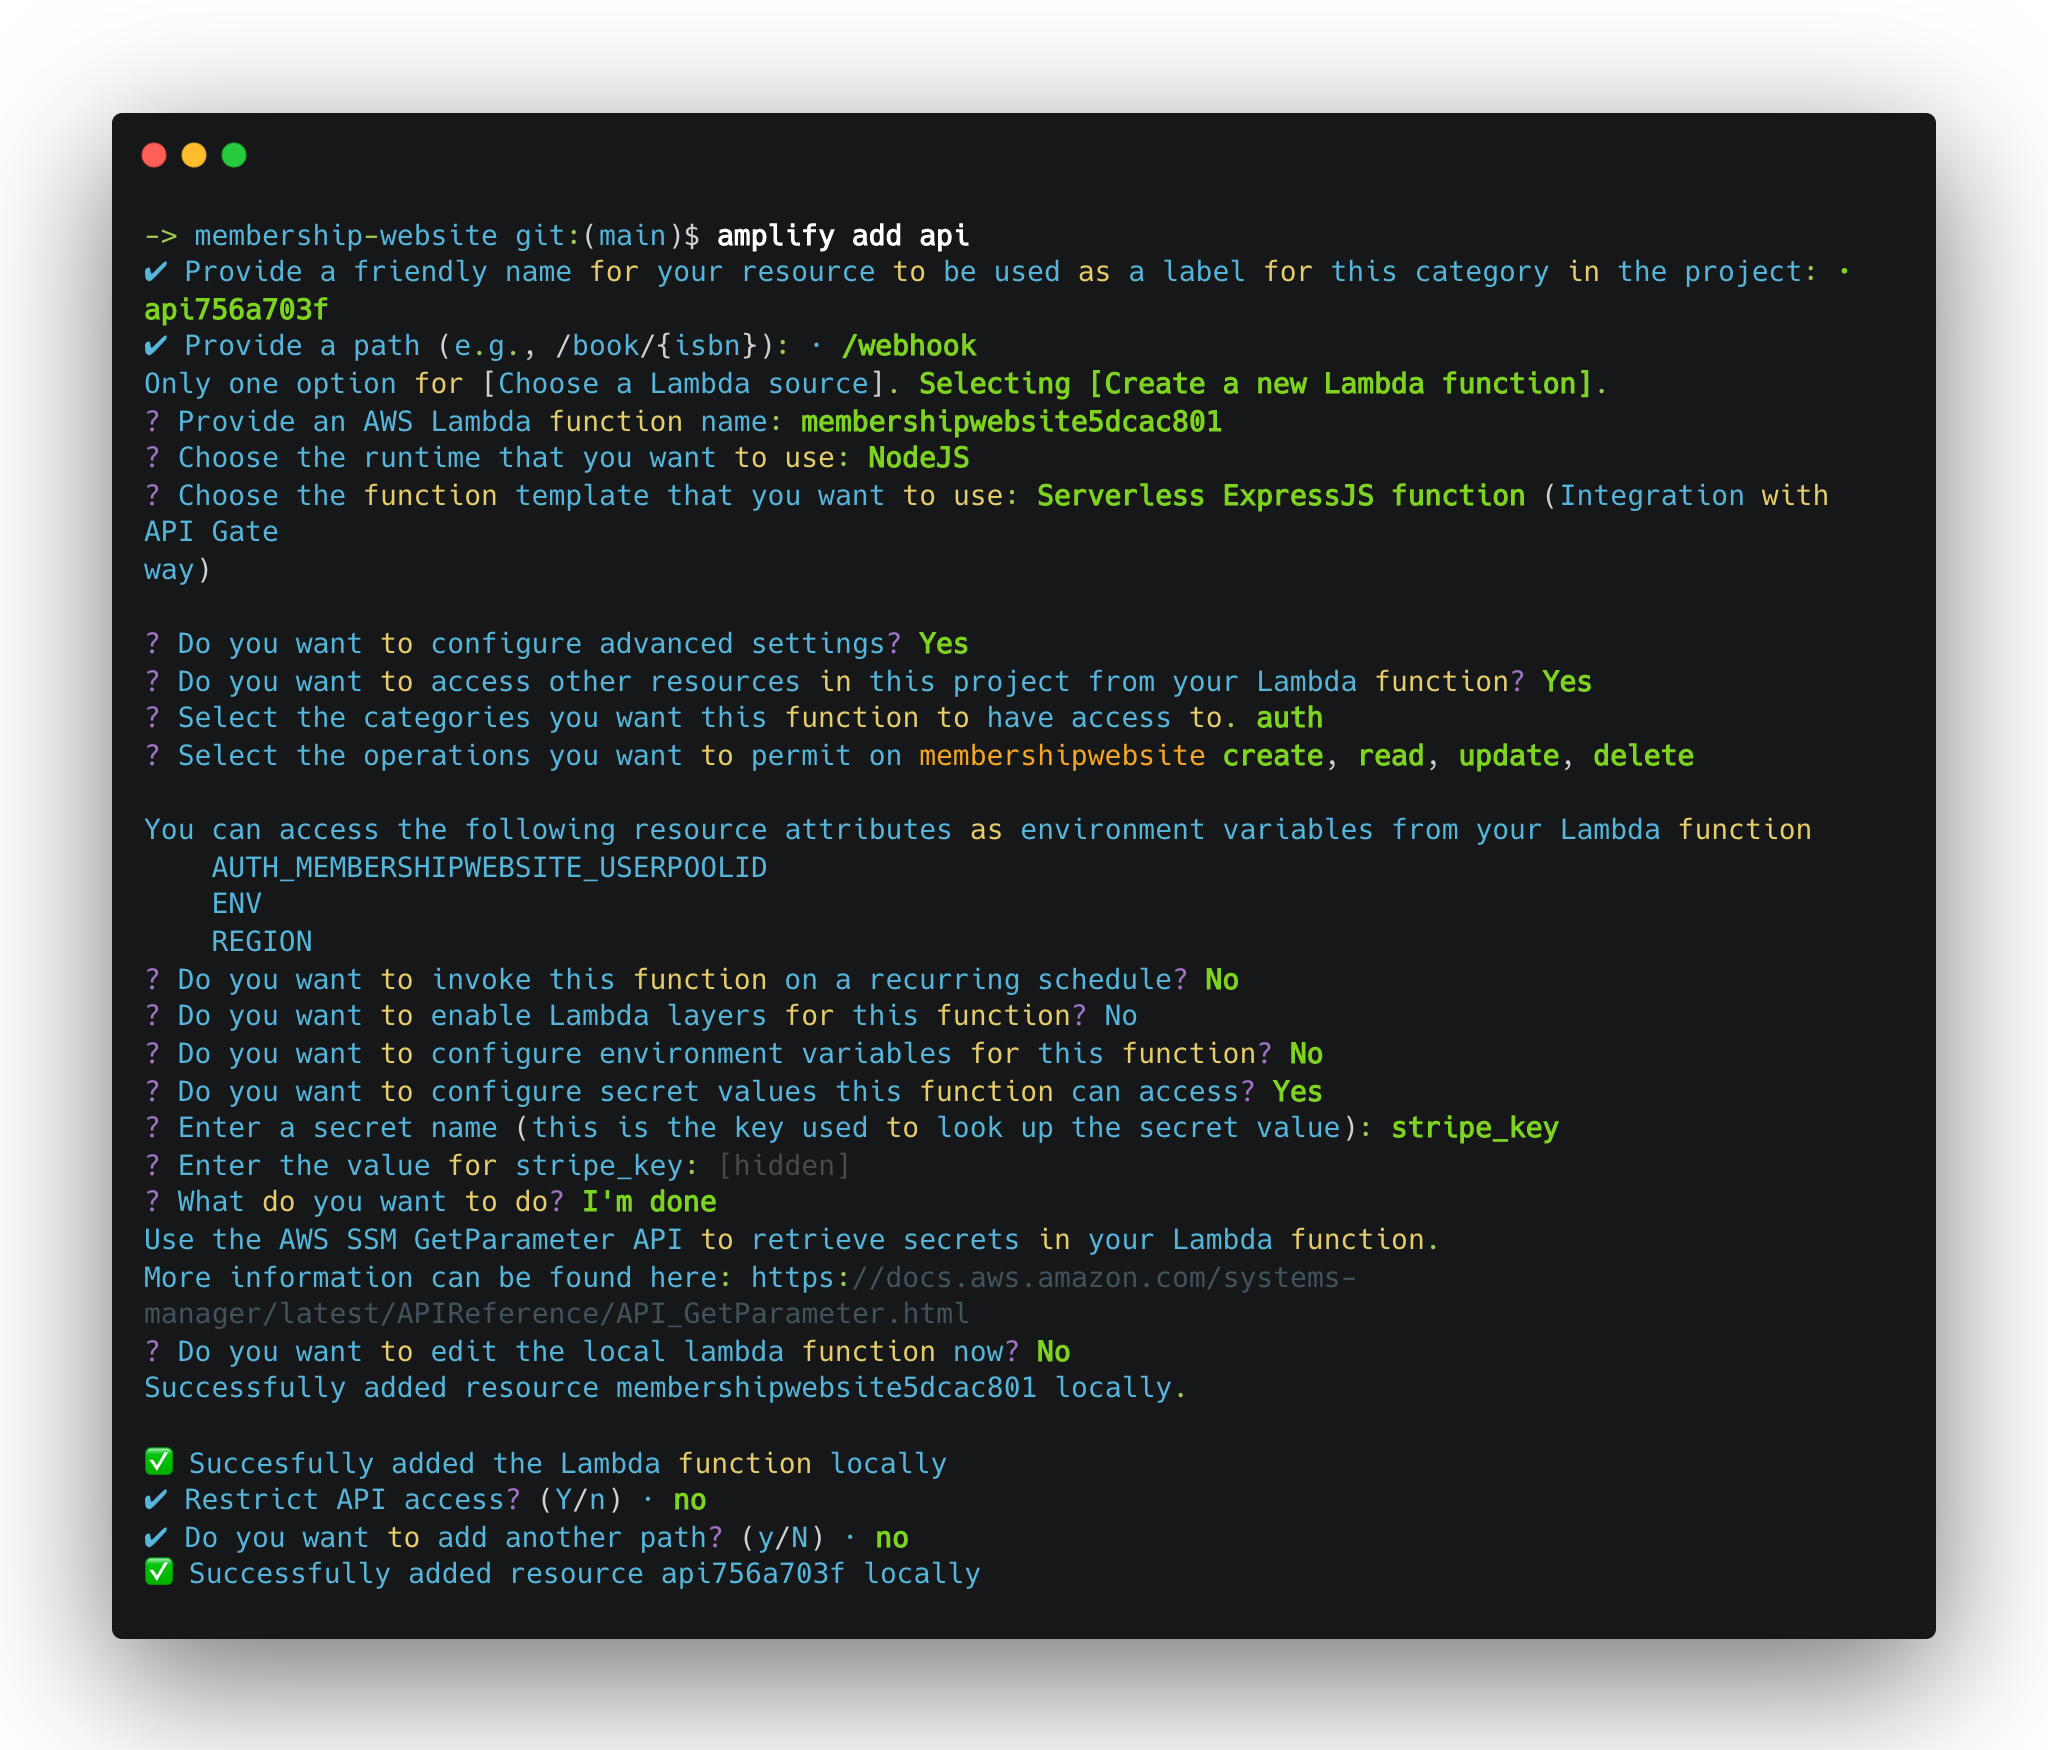 -> membership-website git:(main)$ amplify add api
✔ Provide a friendly name for your resource to be used as a label for this category in the project: ·
api756a703f
✔ Provide a path (e.g., /book/{isbn}): · /webhook
Only one option for [Choose a Lambda source]. Selecting [Create a new Lambda function].
? Provide an AWS Lambda function name: membershipwebsite5dcac801
? Choose the runtime that you want to use: NodeJS
? Choose the function template that you want to use: Serverless ExpressJS function (Integration with
API Gate
way)
? Do you want to configure advanced settings? Yes
? Do you want to access other resources in this project from your Lambda function? Yes
? Select the categories you want this function to have access to. auth
? Select the operations you want to permit on membershipwebsite create, read, update, delete
You can access the following resource attributes as environment variables from your Lambda function
AUTH_MEMBERSHIPWEBSITE_USERPOOLID
ENV
REGION
? Do you want to invoke this function on a recurring schedule? No
? Do you want to enable Lambda layers for this function? No
? Do you want to configure environment variables for this function? No
? Do you want to configure secret values this function can access? Yes
? Enter a secret name (this is the key used to look up the secret value): stripe_key
? Enter the value for stripe_key: [hidden]
? What do you want to do? I'm done
Use the AWS SSM GetParameter API to retrieve secrets in your Lambda function.
More information can be found here: https://docs.aws.amazon.com/systems-
manager/latest/APIReference/API_GetParameter.html
? Do you want to edit the local lambda function now? No
Successfully added resource membershipwebsite5dcac801 locally.
✅ Succesfully added the Lambda function locally
✔ Restrict API access? (Y/n) · no
✔ Do you want to add another path? (y/N) · no
✅ Successfully added resource api756a703f locally